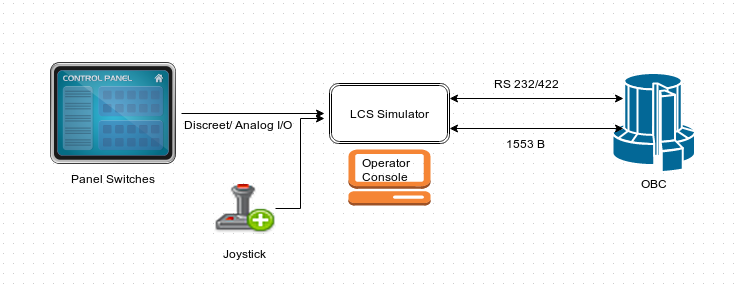 CONTROL PANEL
Panel Switches
Discreet/ Analog I/O
Joystick
LCS Simulator
Operator
Console
RS 232/422
1553 B
OBC